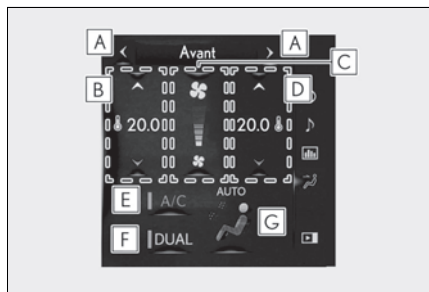 A < Avant > A
C
B D
20.0 20.0
AUTO
E A/C
G
F DUAL